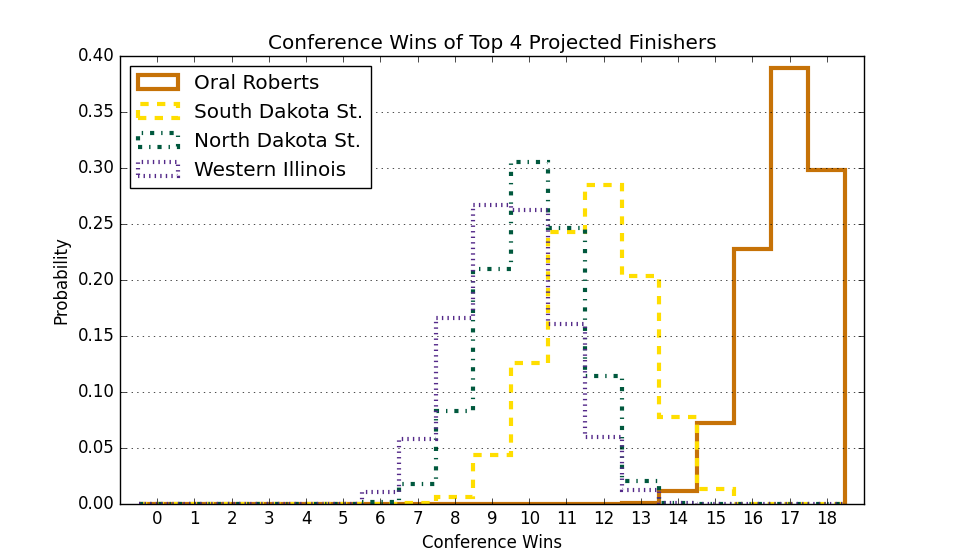 Conference Wins of Top 4 Projected Finishers
0.40
0.35
0.30
0.25
0.20
0.15
0.10
0.05
0.00
Probability
Oral Roberts
South Dakota St.
North Dakota St.
Western Illinois
0 1 2 3 4 5 6 7 8 9 10 11 12 13 14 15 16 17 18
Conference Wins